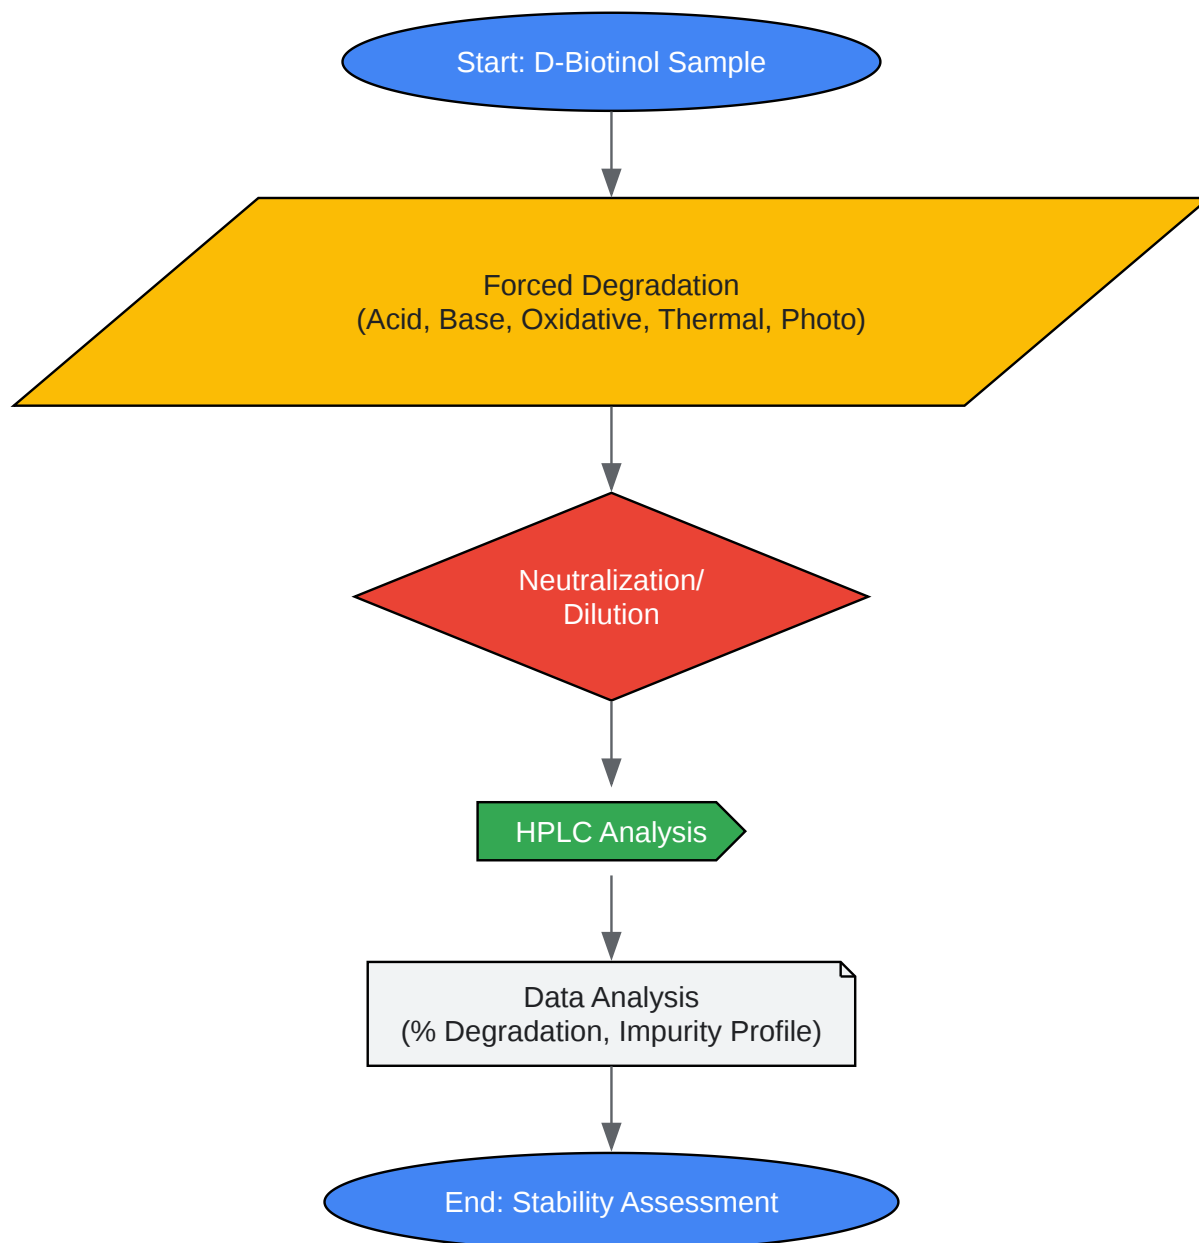 Start: D-Biotinol Sample
Forced Degradation
(Acid, Base, Oxidative, Thermal, Photo)
Neutralization/
Dilution
HPLC Analysis
Data Analysis
(% Degradation, Impurity Profile)
End: Stability Assessment